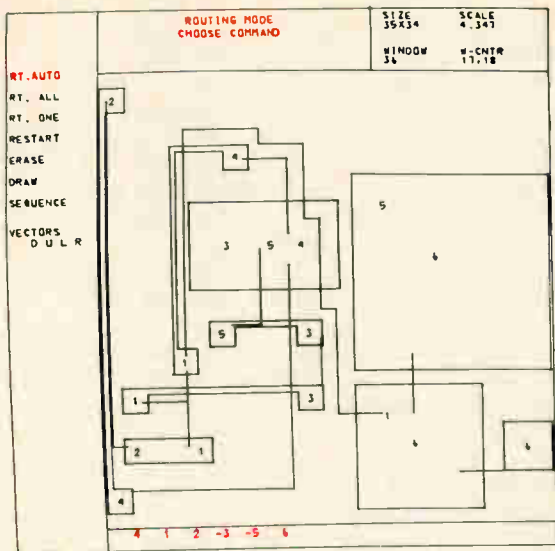 ROUTING MODE
CHOOSE COMMAND
SIZE SCALE
35X34 4.347
WINDOW W-CNTR
36 17,18
RT.AUTO
RT. ALL
RT. ONE
RESTART
ERASE
DRAW
SEQUENCE
VECTORS
D U L R
2
4
5
3 5 4
6
5 3
1
1 3
1
6
6
2 1
4
4 1 2 -3 -5 6